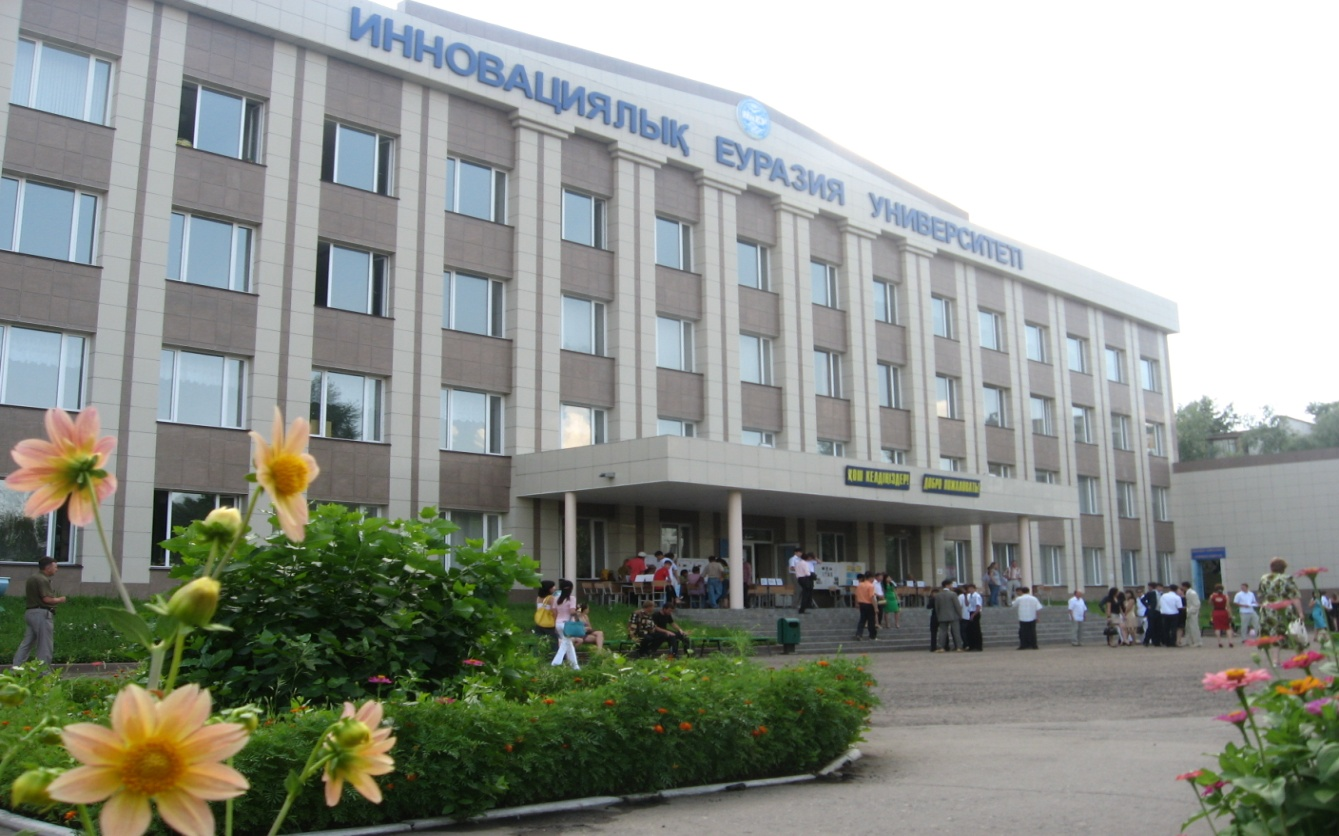 ИННОВАЦИЯЛЫҚ ЕУРАЗИЯ УНИВЕРСИТЕТІ
ҚОШ КЕЛДІҢІЗДЕР!
ДОБРО ПОЖАЛОВАТЬ!